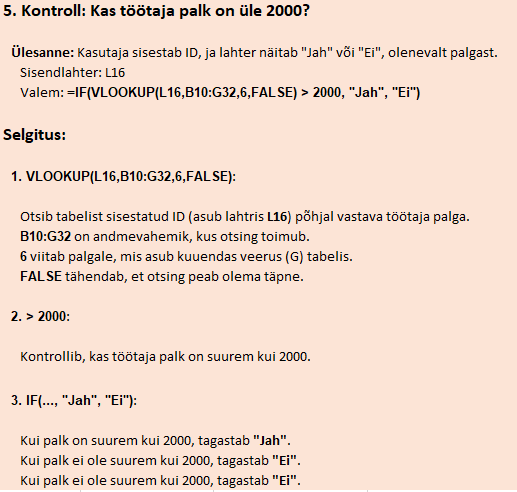 5. Kontroll: Kas töötaja palk on üle 2000?
Ülesanne: Kasutaja sisestab ID, ja lahter näitab "Jah" või "Ei", olenevalt palgast.
Sisendlahter: L16
Valem: =IF(VLOOKUP(L16,B10:G32,6,FALSE) > 2000, "Jah", "Ei")
Selgitus:
1. VLOOKUP(L16,B10:G32,6,FALSE):
Otsib tabelist sisestatud ID (asub lahtris L16) põhjal vastava töötaja palga.
B10:G32 on andmevahemik, kus otsing toimub.
6 viitab palgale, mis asub kuuendas veerus (G) tabelis.
FALSE tähendab, et otsing peab olema täpne.
2. > 2000:
Kontrollib, kas töötaja palk on suurem kui 2000.
3. IF(..., "Jah", "Ei"):
Kui palk on suurem kui 2000, tagastab "Jah".
Kui palk ei ole suurem kui 2000, tagastab "Ei".
Kui palk ei ole suurem kui 2000, tagastab "Ei".